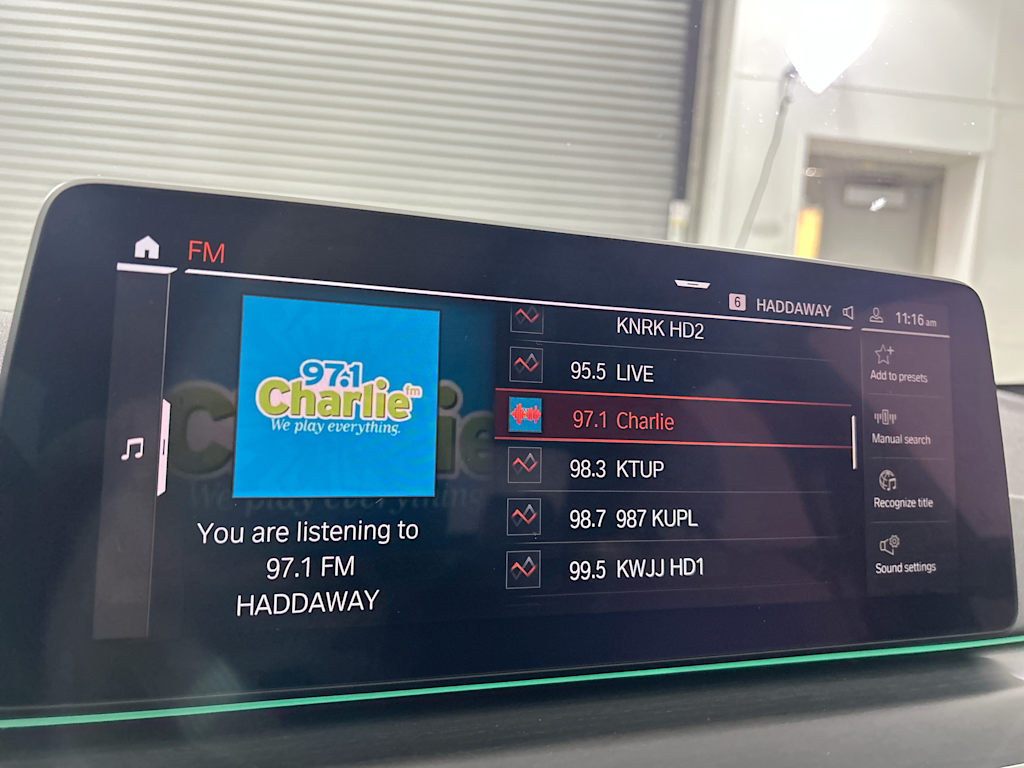 FM
6 HADDAWAY 11:16 am
97.1
Charlie fm
We play everything.
You are listening to
97.1 FM
HADDAWAY
KNRK HD2
95.5 LIVE
97.1 Charlie
98.3 KTUP
98.7 987 KUPL
99.5 KWJJ HD1
Add to presets
Manual search
Recognize title
Sound settings